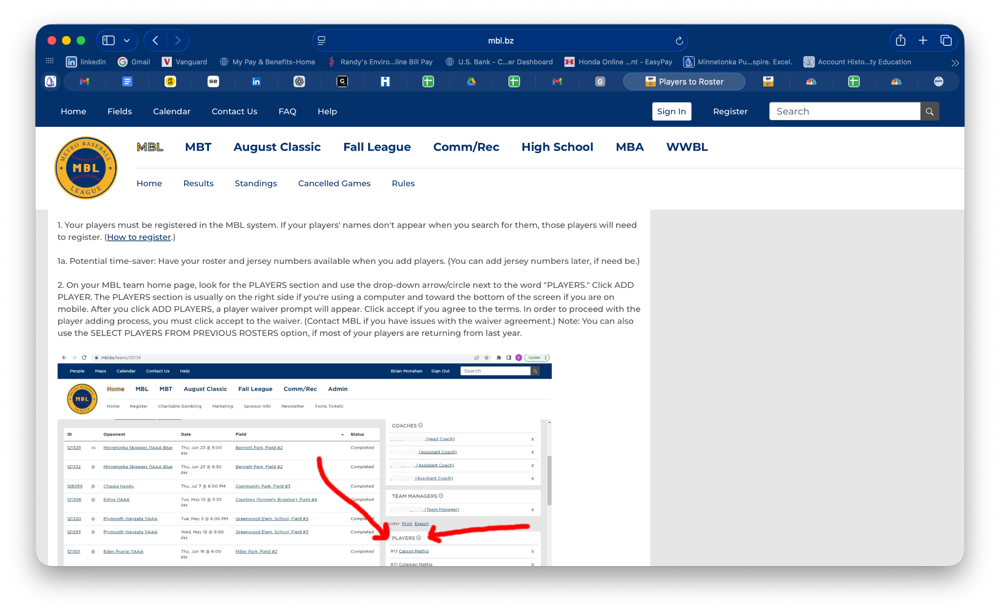 mbl.bz
linkedin
Gmail
Vanguard
My Pay & Benefits-Home
Randy's Enviro...line Bill Pay
U.S. Bank - C...er Dashboard
Honda Online ...nt - EasyPay
Minnetonka Pu...spire. Excel.
Account Histo...ty Education
Players to Roster
Home Fields Calendar Contact Us FAQ Help Sign In Register Search
METRO BASEBALL
MBL
LEAGUE
MBL MBT August Classic Fall League Comm/Rec High School MBA WWBL
Home Results Standings Cancelled Games Rules
1. Your players must be registered in the MBL system. If your players' names don't appear when you search for them, those players will need
to register. (How to register.)
1a. Potential time-saver: Have your roster and jersey numbers available when you add players. (You can add jersey numbers later, if need be.)
2. On your MBL team home page, look for the PLAYERS section and use the drop-down arrow/circle next to the word "PLAYERS." Click ADD
PLAYER. The PLAYERS section is usually on the right side if you're using a computer and toward the bottom of the screen if you are on
mobile. After you click ADD PLAYERS, a player waiver prompt will appear. Click accept if you agree to the terms. In order to proceed with the
player adding process, you must click accept to the waiver. (Contact MBL if you have issues with the waiver agreement.) Note: You can also
use the SELECT PLAYERS FROM PREVIOUS ROSTERS option, if most of your players are returning from last year.
mbl.bz/teams/20134
B Update
People Maps Calendar Contact Us Help Brian Monahan · Sign Out Search
METRO BASEBALL
MBL
LEAGUE
Home MBL MBT August Classic Fall League Comm/Rec Admin
Home Register Charitable Gambling Marketing Sponsor Info Newsletter Twins Tickets
ID Opponent Date Field Status
121329 vs Minnetonka Skippers 11AAA Blue Thu, Jun 23 @ 5:00 PM Bennett Park, Field #2 Completed
121332 @ Minnetonka Skippers 11AAA Blue Thu, Jun 23 @ 6:30 PM Bennett Park, Field #2 Completed
126059 @ Chaska Hawks Thu, Jul 7 @ 6:00 PM Community Park, Field #3 Completed
121306 @ Edina 11AAA Tue, May 10 @ 5:30 PM Courtney (formerly Braemar), Field #4 Completed
121320 @ Plymouth Wayzata 11AAA Tue, May 3 @ 6:00 PM Greenwood Elem. School, Field #3
121293 @ Plymouth Wayzata 11AAA Wed, May 18 @ 6:00 PM Greenwood Elem. School, Field #3 Completed
121301 @ Eden Prairie 11AAA Thu, Jun 16 @ 6:00 PM Miller Park, Field #2 Completed
COACHES
(Head Coach) x
(Assistant Coach) x
(Assistant Coach) x
(Assistant Coach) x
TEAM MANAGERS
(Team Manager) x
Roster: Print, Export
PLAYERS
#13 Carson Mathis x
#31 Coleman Mathis x